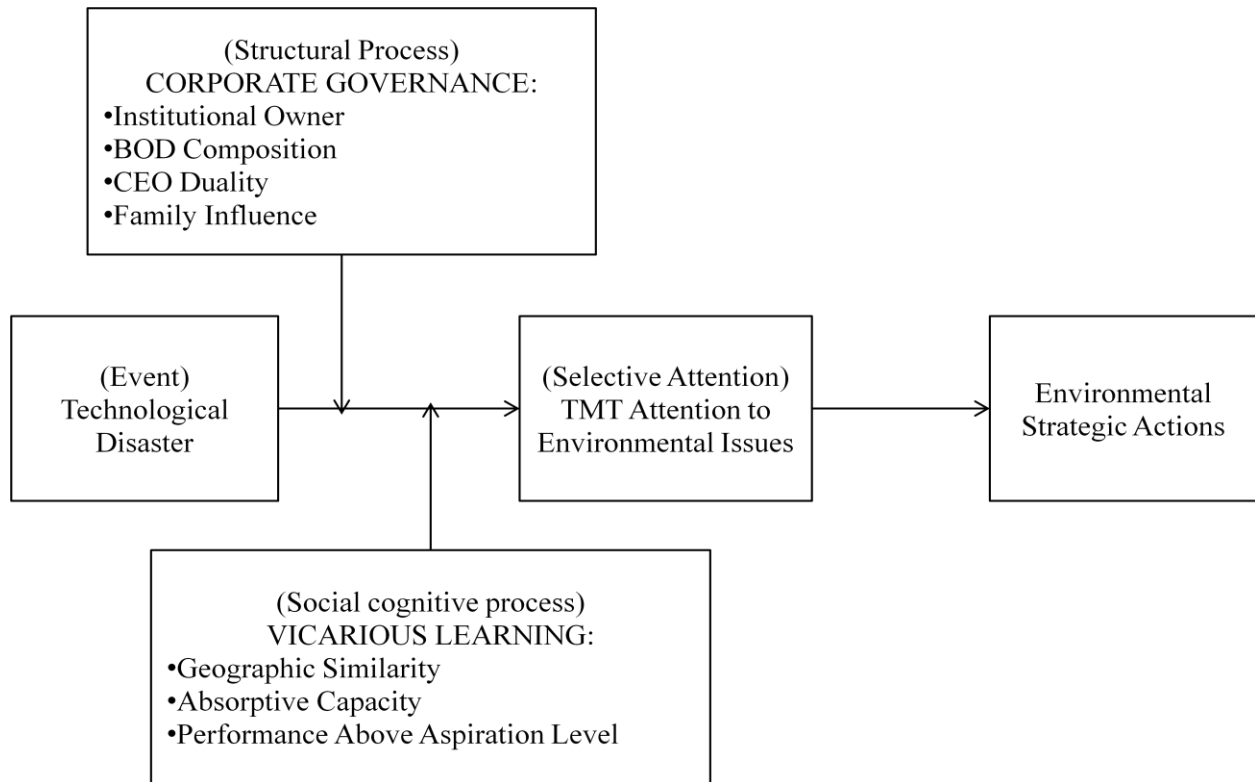 (Structural Process)
CORPORATE GOVERNANCE:
•Institutional Owner
•BOD Composition
•CEO Duality
•Family Influence
(Event)
Technological
Disaster
(Selective Attention)
TMT Attention to
Environmental Issues
Environmental
Strategic Actions
(Social cognitive process)
VICARIOUS LEARNING:
•Geographic Similarity
•Absorptive Capacity
•Performance Above Aspiration Level